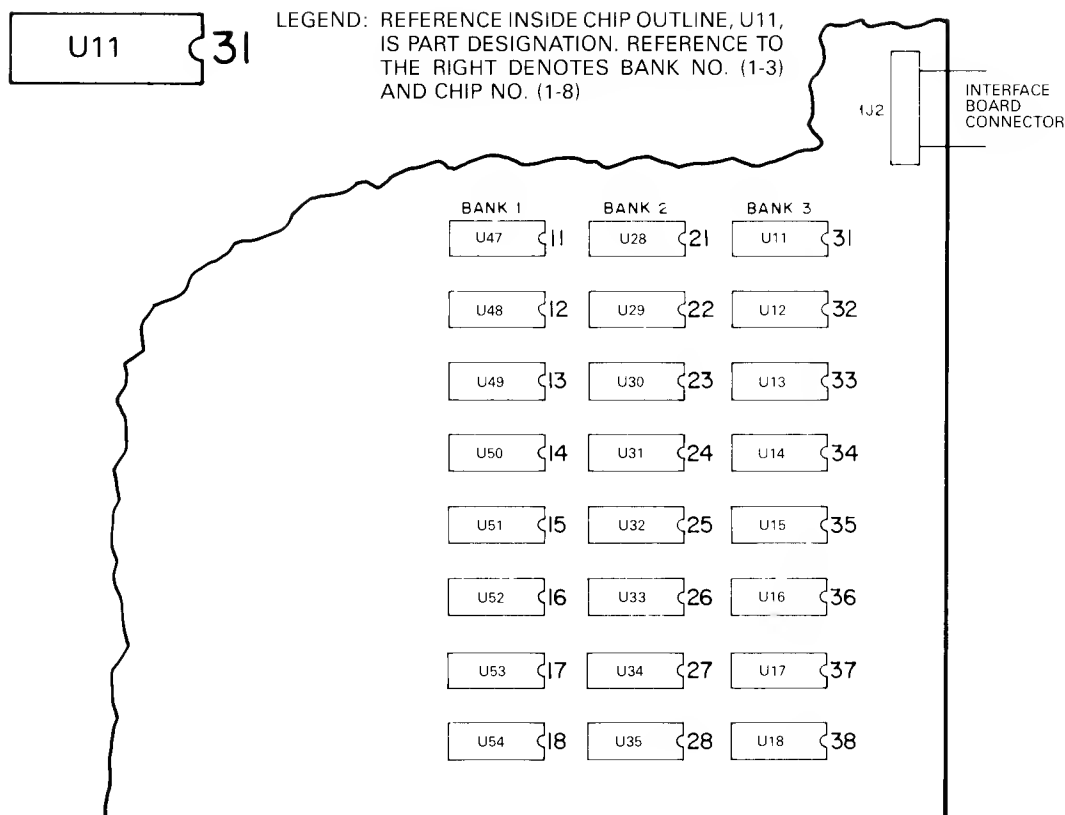 U11 31
LEGEND: REFERENCE INSIDE CHIP OUTLINE, U11,
IS PART DESIGNATION. REFERENCE TO
THE RIGHT DENOTES BANK NO. (1-3)
AND CHIP NO. (1-8)
1J2
INTERFACE
BOARD
CONNECTOR
BANK 1 BANK 2 BANK 3
U47 11 U28 21 U11 31
U48 12 U29 22 U12 32
U49 13 U30 23 U13 33
U50 14 U31 24 U14 34
U51 15 U32 25 U15 35
U52 16 U33 26 U16 36
U53 17 U34 27 U17 37
U54 18 U35 28 U18 38